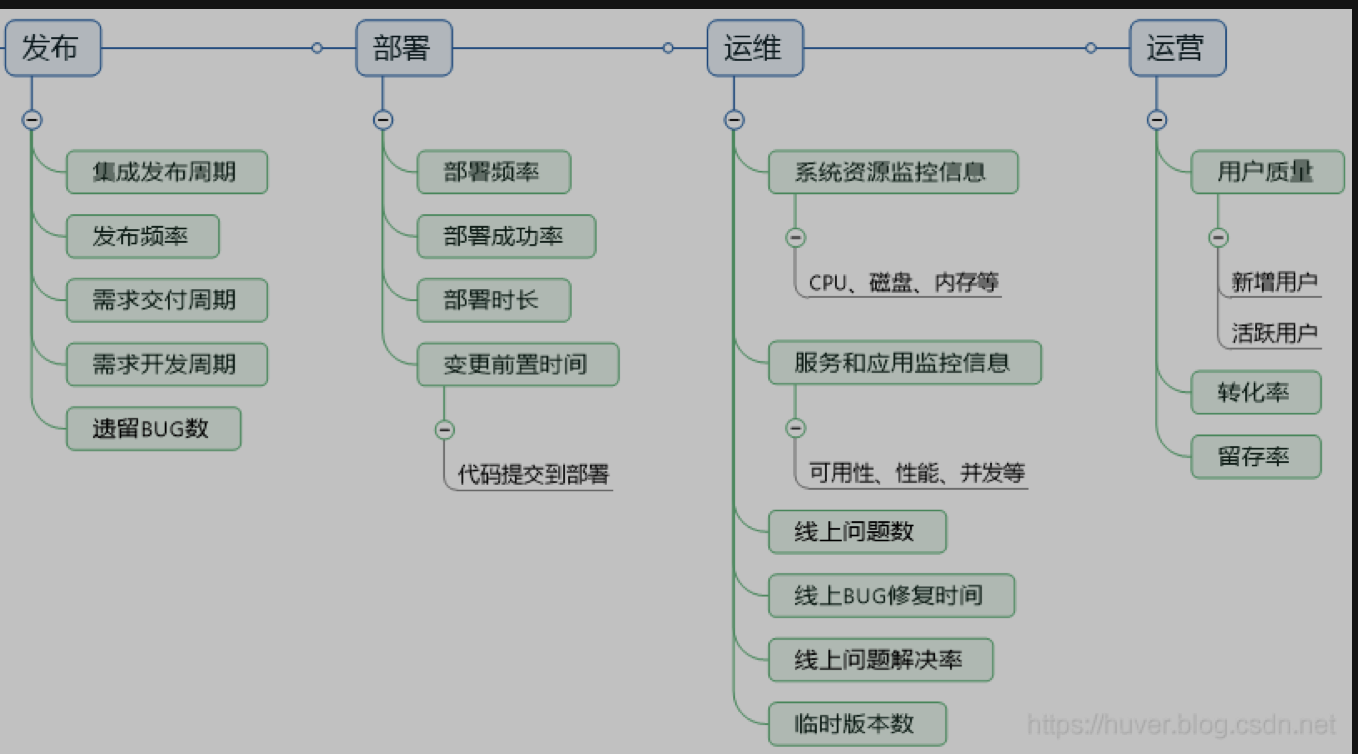 发布
集成发布周期
发布频率
需求交付周期
需求开发周期
遗留BUG数
部署
部署频率
部署成功率
部署时长
变更前置时间
代码提交到部署
运维
系统资源监控信息
CPU、磁盘、内存等
服务和应用监控信息
可用性、性能、并发等
线上问题数
线上BUG修复时间
线上问题解决率
临时版本数
运营
用户质量
新增用户
活跃用户
转化率
留存率
https://huver.blog.csdn.net